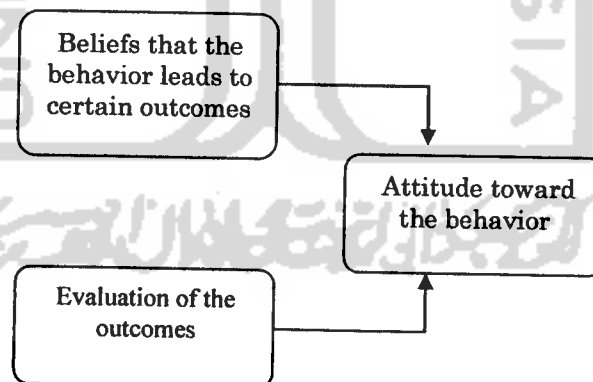 Beliefs that the
behavior leads to
certain outcomes
Attitude toward
the behavior
Evaluation of the
outcomes